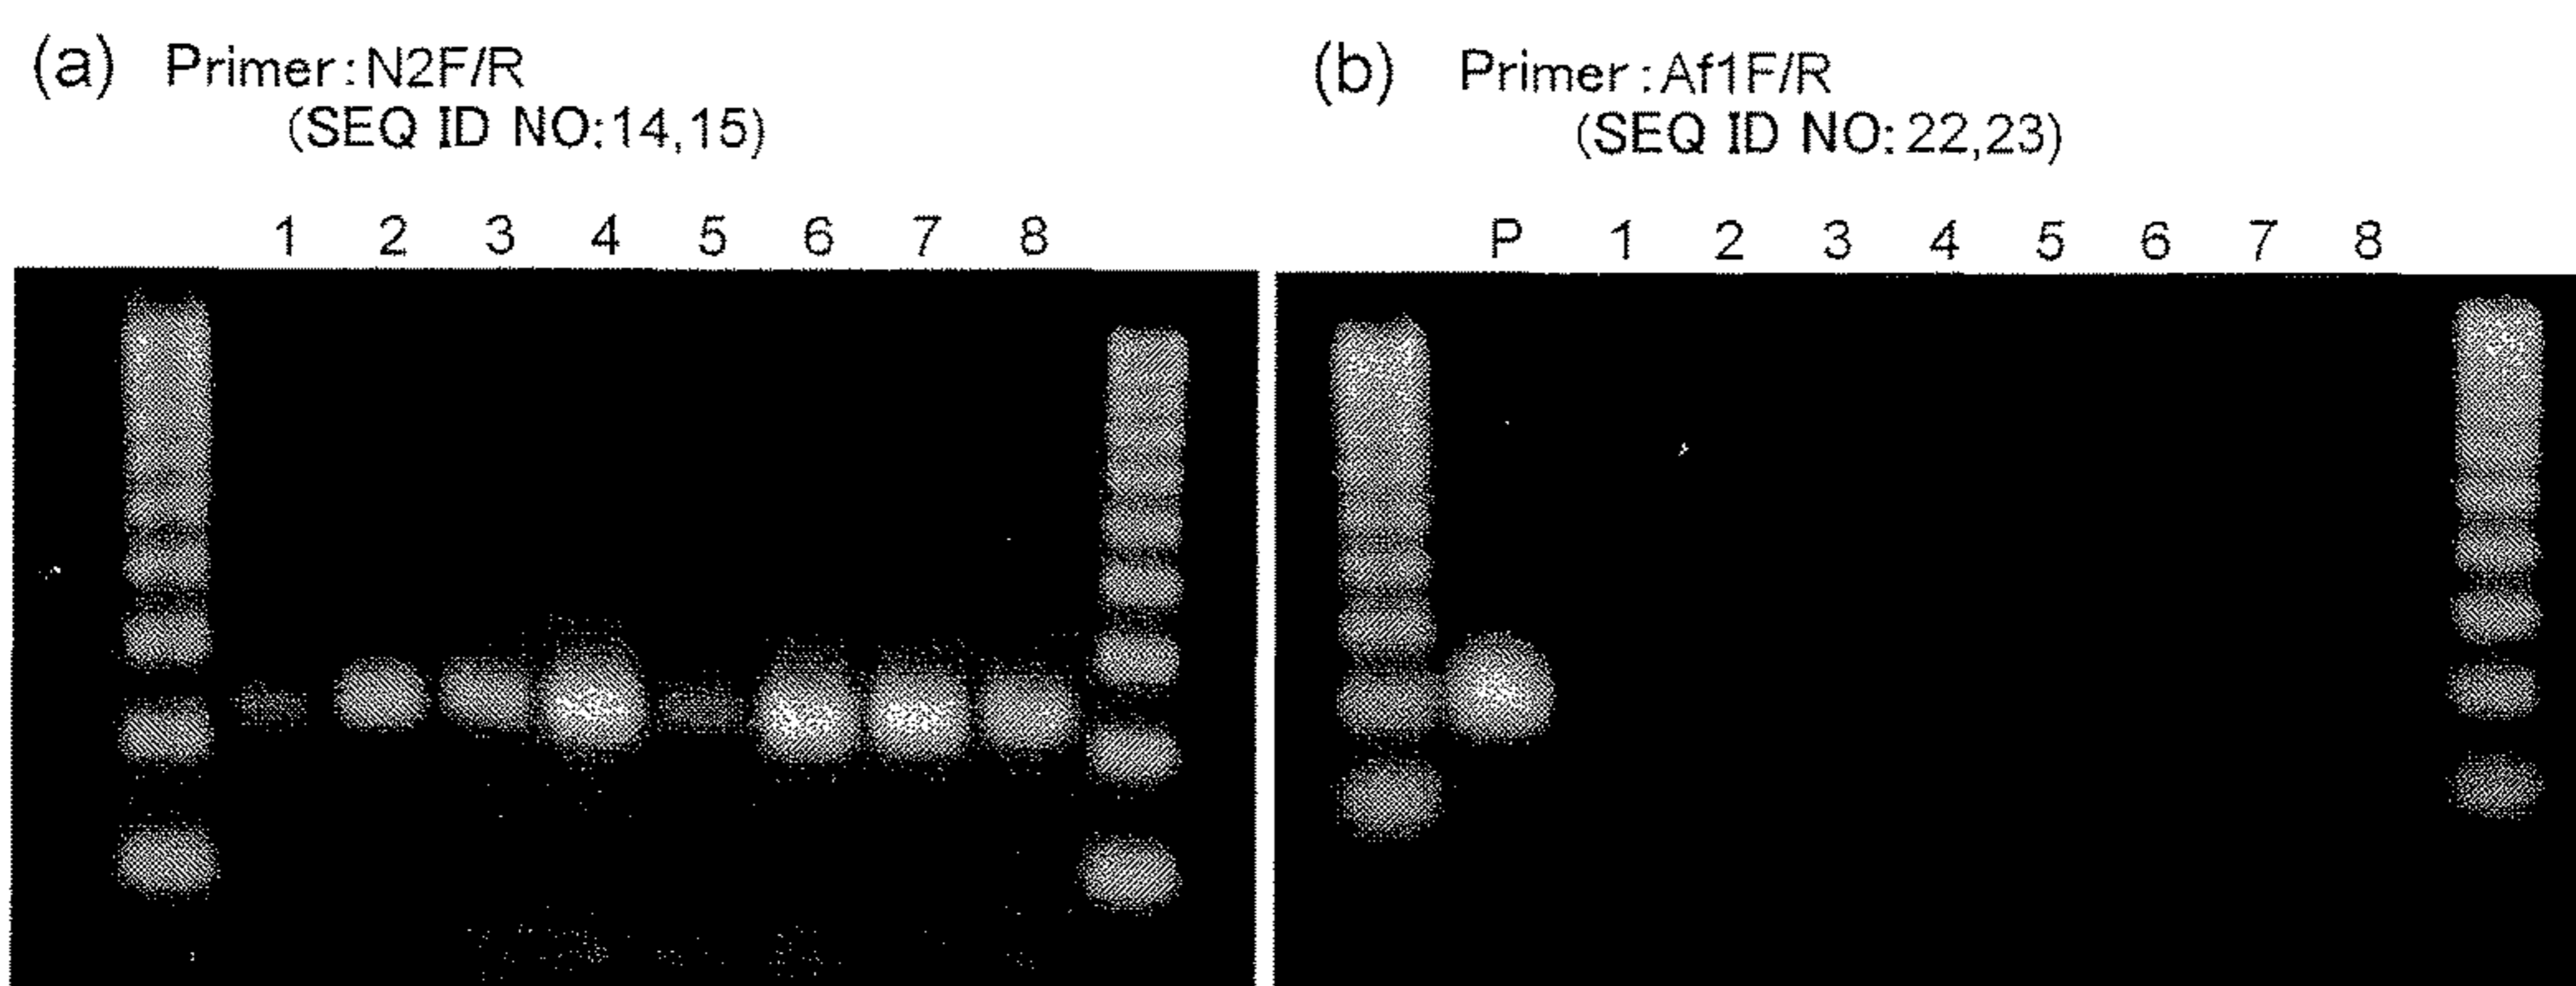 (a) Primer:N2F/R
(SEQ ID NO:14,15)
1 2 3 4 5 6 7 8
(b) Primer:Af1F/R
(SEQ ID NO:22,23)
P 1 2 3 4 5 6 7 8